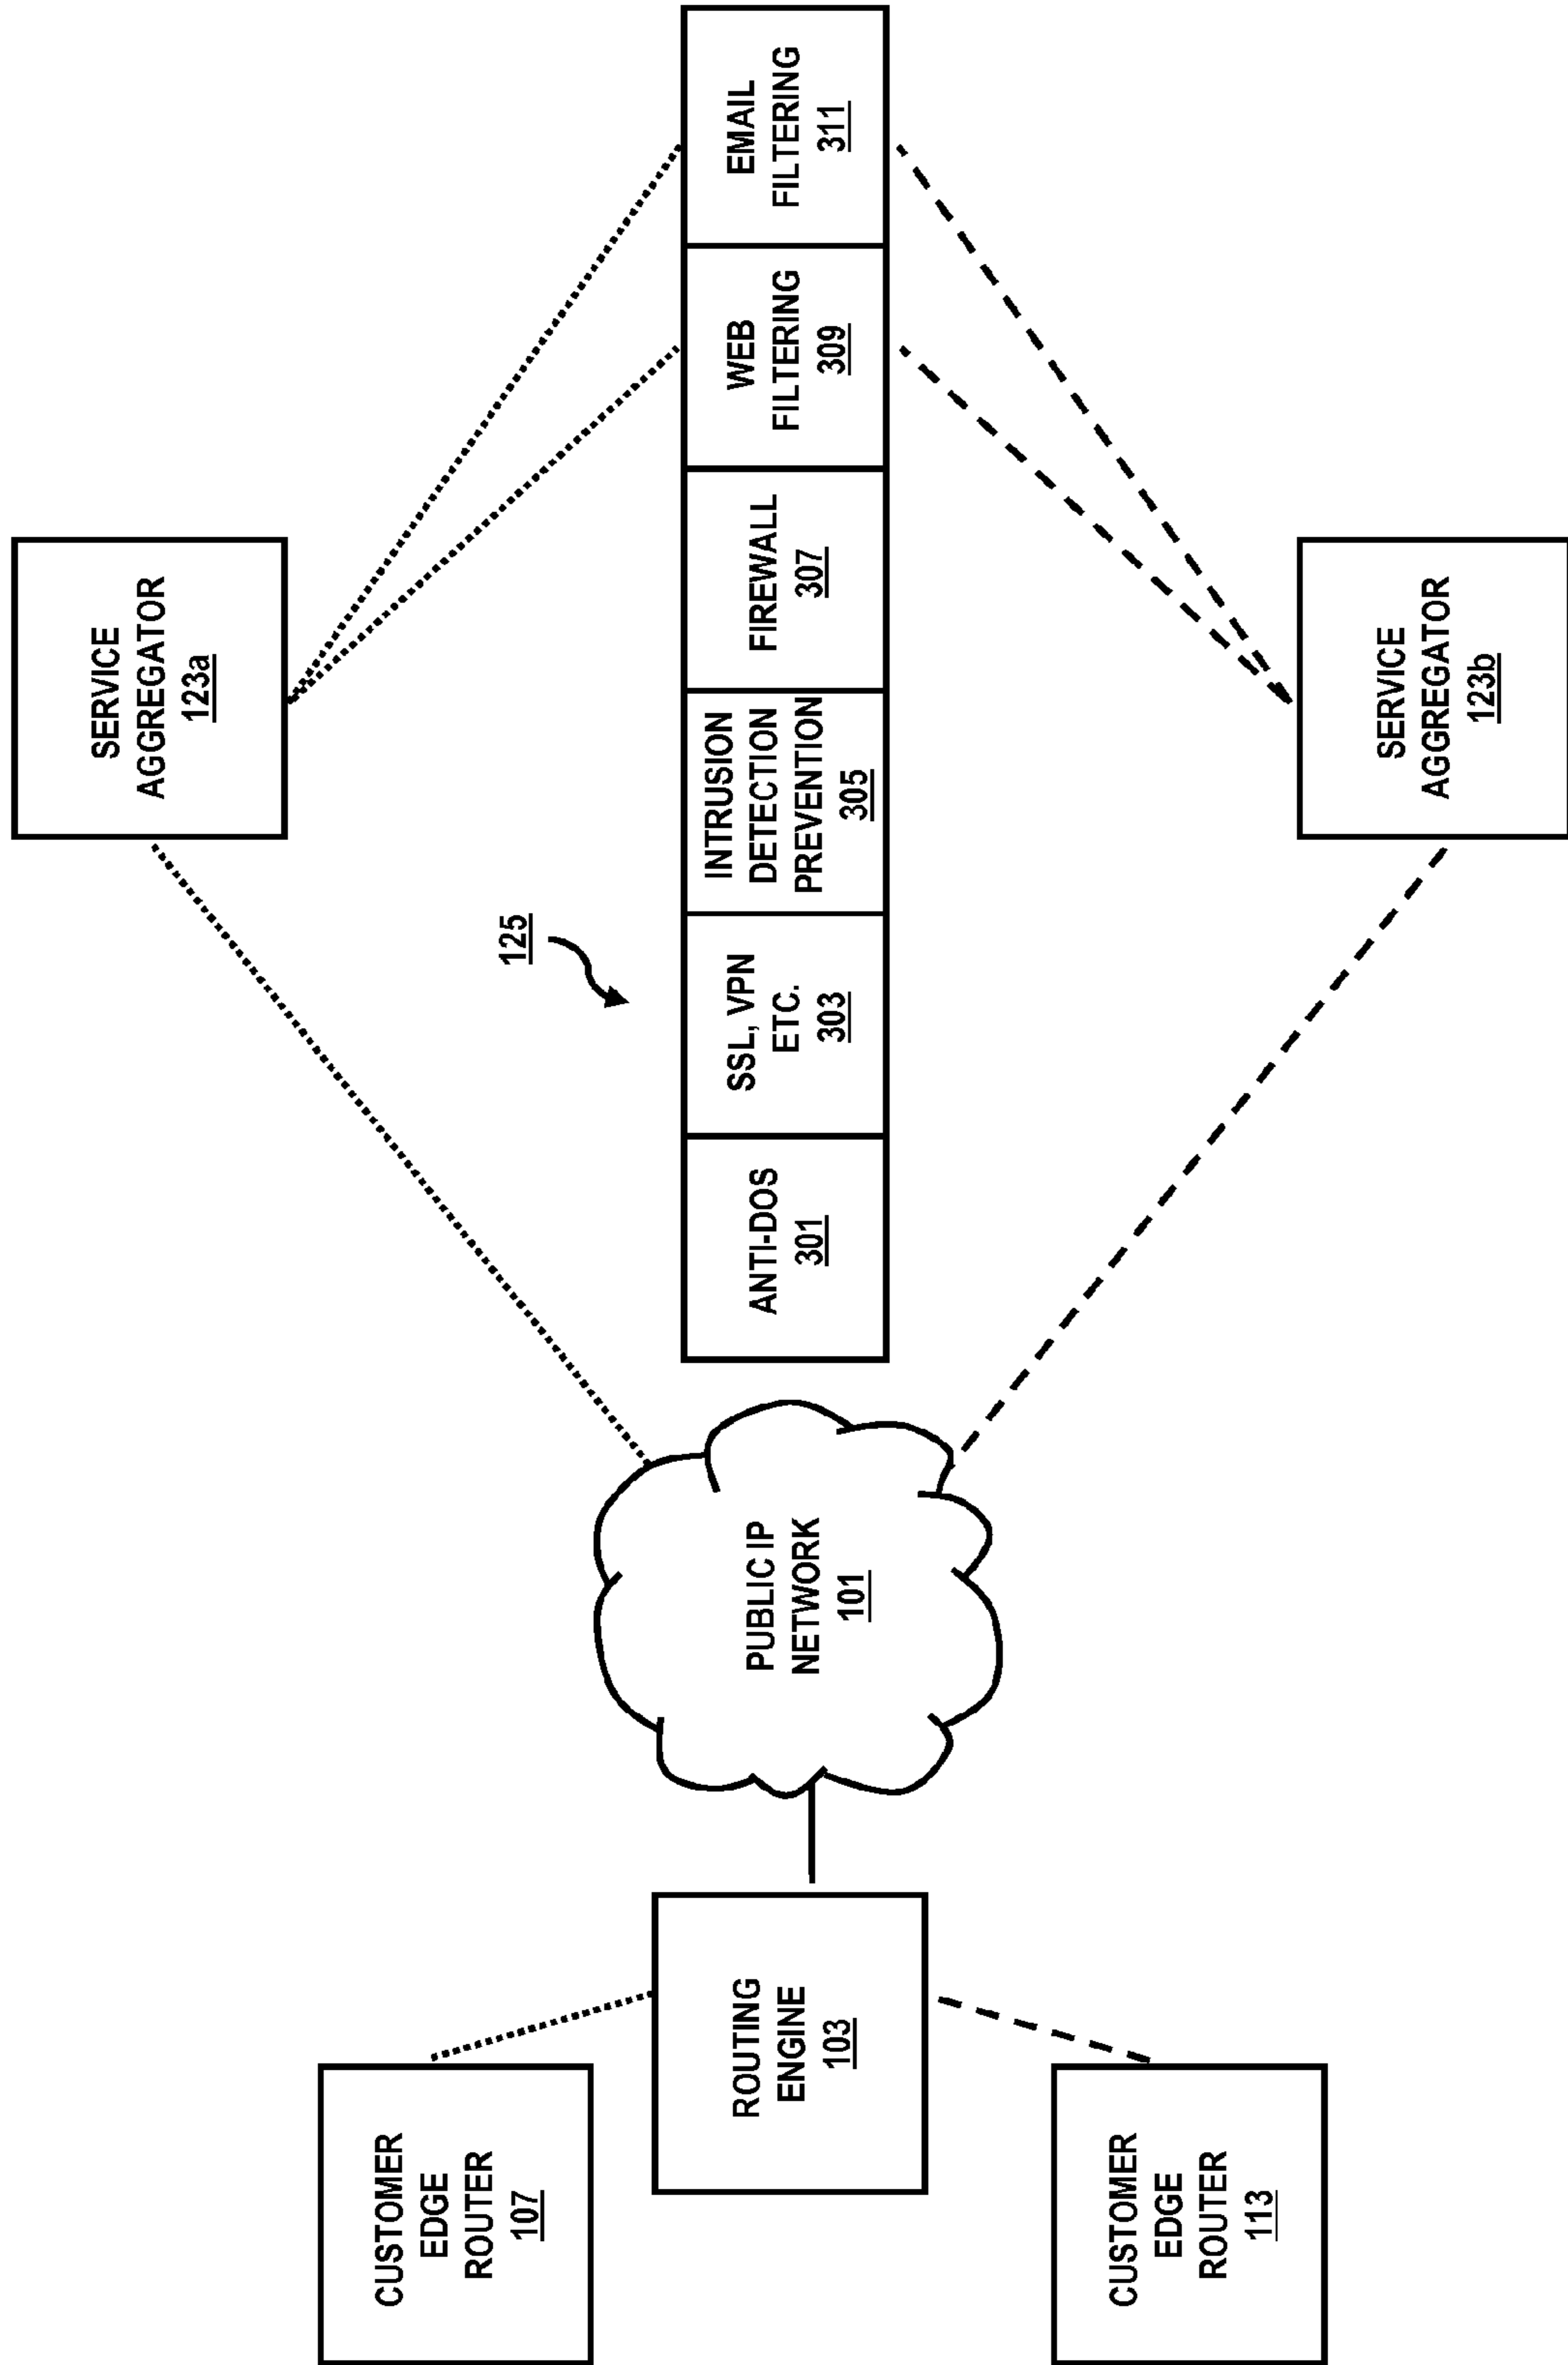 CUSTOMER
EDGE
ROUTER
107
ROUTING
ENGINE
103
CUSTOMER
EDGE
ROUTER
113
PUBLIC IP
NETWORK
101
SERVICE
AGGREGATOR
123a
125
ANTI-DOS
301
SSL, VPN
ETC.
303
INTRUSION
DETECTION
PREVENTION
305
FIREWALL
307
WEB
FILTERING
309
EMAIL
FILTERING
311
SERVICE
AGGREGATOR
123b